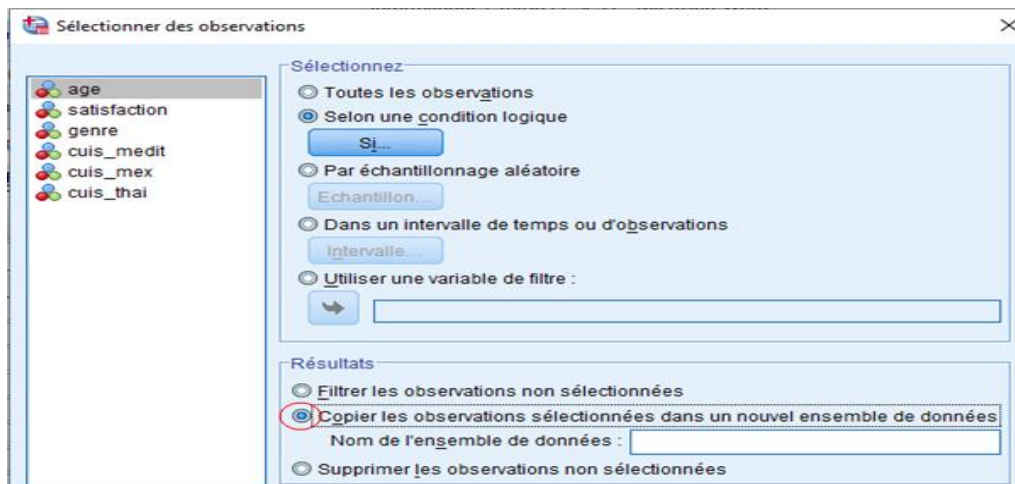 Sélectionner des observations
age
satisfaction
genre
cuis_medit
cuis_mex
cuis_thai
Sélectionnez
Toutes les observations
Selon une condition logique
Si...
Par échantillonnage aléatoire
Echantillon...
Dans un intervalle de temps ou d'observations
Intervalle...
Utiliser une variable de filtre :
Résultats
Filtrer les observations non sélectionnées
Copier les observations sélectionnées dans un nouvel ensemble de données
Nom de l'ensemble de données :
Supprimer les observations non sélectionnées